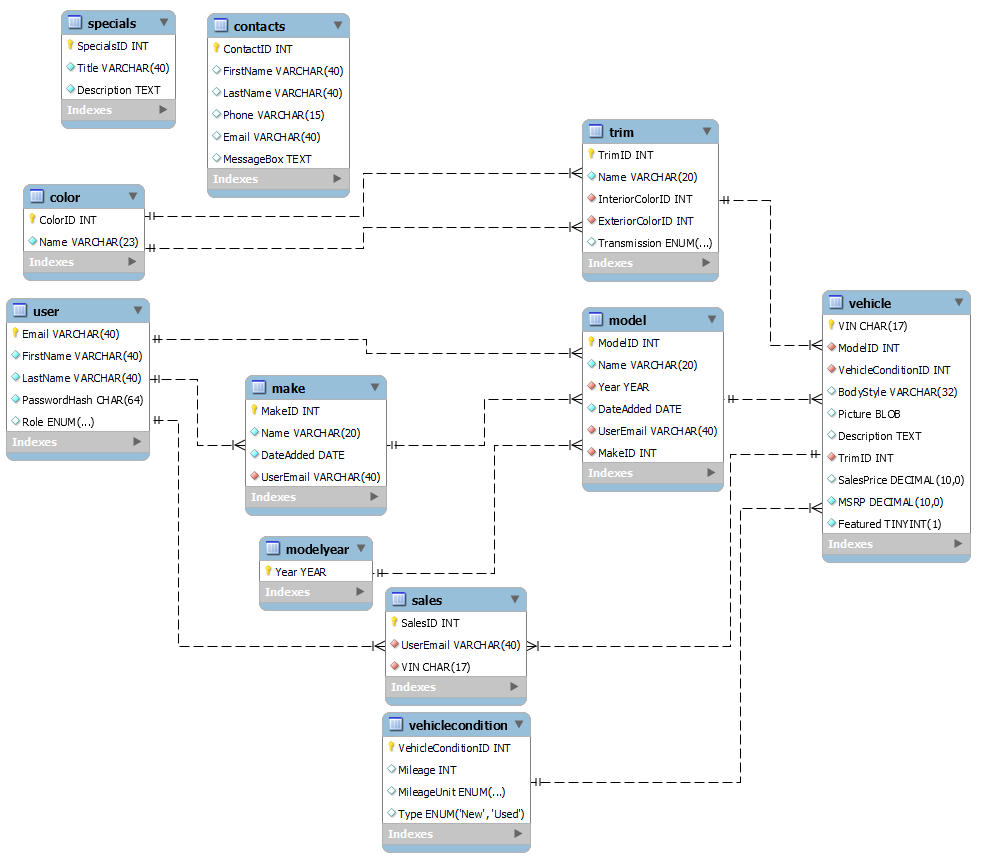 specials
SpecialsID INT
Title VARCHAR(40)
Description TEXT
Indexes
contacts
ContactID INT
FirstName VARCHAR(40)
LastName VARCHAR(40)
Phone VARCHAR(15)
Email VARCHAR(40)
MessageBox TEXT
Indexes
trim
TrimID INT
Name VARCHAR(20)
InteriorColorID INT
ExteriorColorID INT
Transmission ENUM(...)
Indexes
color
ColorID INT
Name VARCHAR(23)
Indexes
user
Email VARCHAR(40)
FirstName VARCHAR(40)
LastName VARCHAR(40)
PasswordHash CHAR(64)
Role ENUM(...)
Indexes
make
MakeID INT
Name VARCHAR(20)
DateAdded DATE
UserEmail VARCHAR(40)
Indexes
model
ModelID INT
Name VARCHAR(20)
Year YEAR
DateAdded DATE
UserEmail VARCHAR(40)
MakeID INT
Indexes
vehicle
VIN CHAR(17)
ModelID INT
VehicleConditionID INT
BodyStyle VARCHAR(32)
Picture BLOB
Description TEXT
TrimID INT
SalesPrice DECIMAL(10,0)
MSRP DECIMAL(10,0)
Featured TINYINT(1)
Indexes
modelyear
Year YEAR
Indexes
sales
SalesID INT
UserEmail VARCHAR(40)
VIN CHAR(17)
Indexes
vehiclecondition
VehicleConditionID INT
Mileage INT
MileageUnit ENUM(...)
Type ENUM('New', 'Used')
Indexes